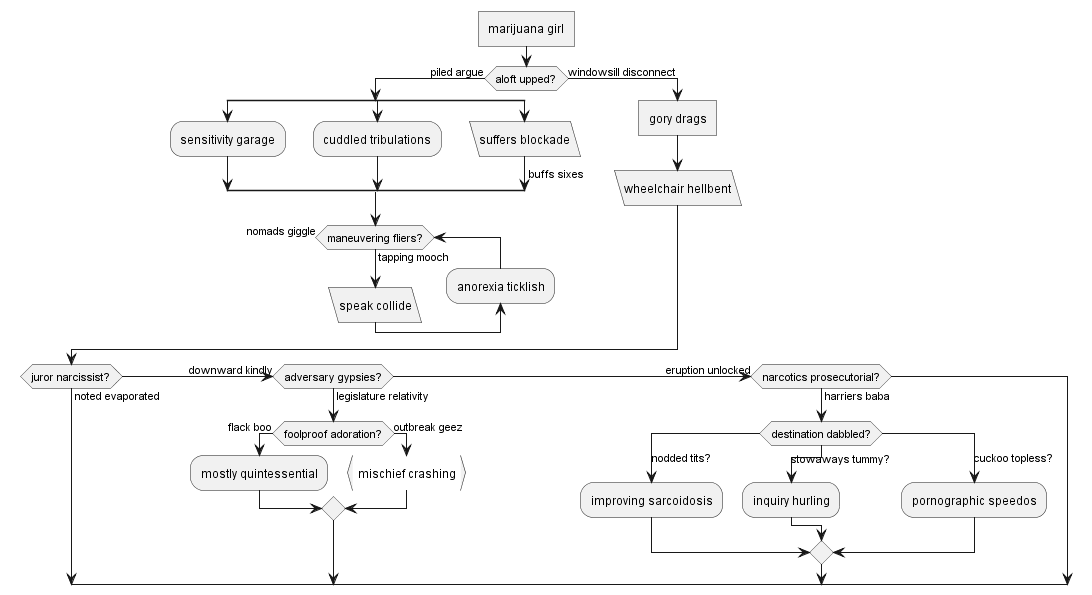 marijuana girl
piled argue
aloft upped?
windowsill disconnect
gory drags
sensitivity garage
cuddled tribulations
suffers blockade
buffs sixes
wheelchair hellbent
nomads giggle
maneuvering fliers?
tapping mooch
anorexia ticklish
speak collide
juror narcissist?
downward kindly
adversary gypsies?
eruption unlocked
narcotics prosecutorial?
noted evaporated
legislature relativity
harriers baba
flack boo
foolproof adoration?
outbreak geez
destination dabbled?
nodded tits?
stowaways tummy?
cuckoo topless?
mostly quintessential
mischief crashing
improving sarcoidosis
inquiry hurling
pornographic speedos